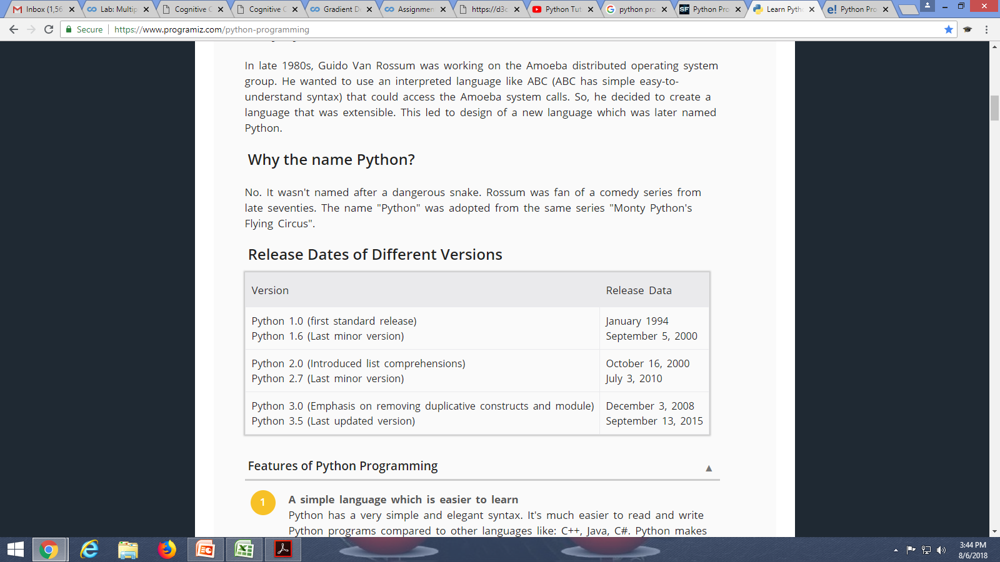 Inbox (1,56
Lab: Multip
Cognitive C
Cognitive C
Gradient D
Assignmen
https://d3c
Python Tut
python pro
Python Pro
Learn Pyth
Python Pro
Secure
https://www.programiz.com/python-programming
In late 1980s, Guido Van Rossum was working on the Amoeba distributed operating system
group. He wanted to use an interpreted language like ABC (ABC has simple easy-to-
understand syntax) that could access the Amoeba system calls. So, he decided to create a
language that was extensible. This led to design of a new language which was later named
Python.
Why the name Python?
No. It wasn't named after a dangerous snake. Rossum was fan of a comedy series from
late seventies. The name "Python" was adopted from the same series "Monty Python's
Flying Circus".
Release Dates of Different Versions
Version Release Data
Python 1.0 (first standard release) January 1994
Python 1.6 (Last minor version) September 5, 2000
Python 2.0 (Introduced list comprehensions) October 16, 2000
Python 2.7 (Last minor version) July 3, 2010
Python 3.0 (Emphasis on removing duplicative constructs and module) December 3, 2008
Python 3.5 (Last updated version) September 13, 2015
Features of Python Programming
1 A simple language which is easier to learn
Python has a very simple and elegant syntax. It's much easier to read and write
Python programs compared to other languages like: C++, Java, C#. Python makes
3:44 PM
8/6/2018